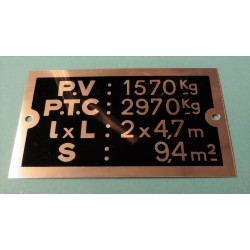 P.V : 1570 Kg
P.T.C : 2970 Kg
l x L : 2 x 4,7 m
S : 9,4 m²